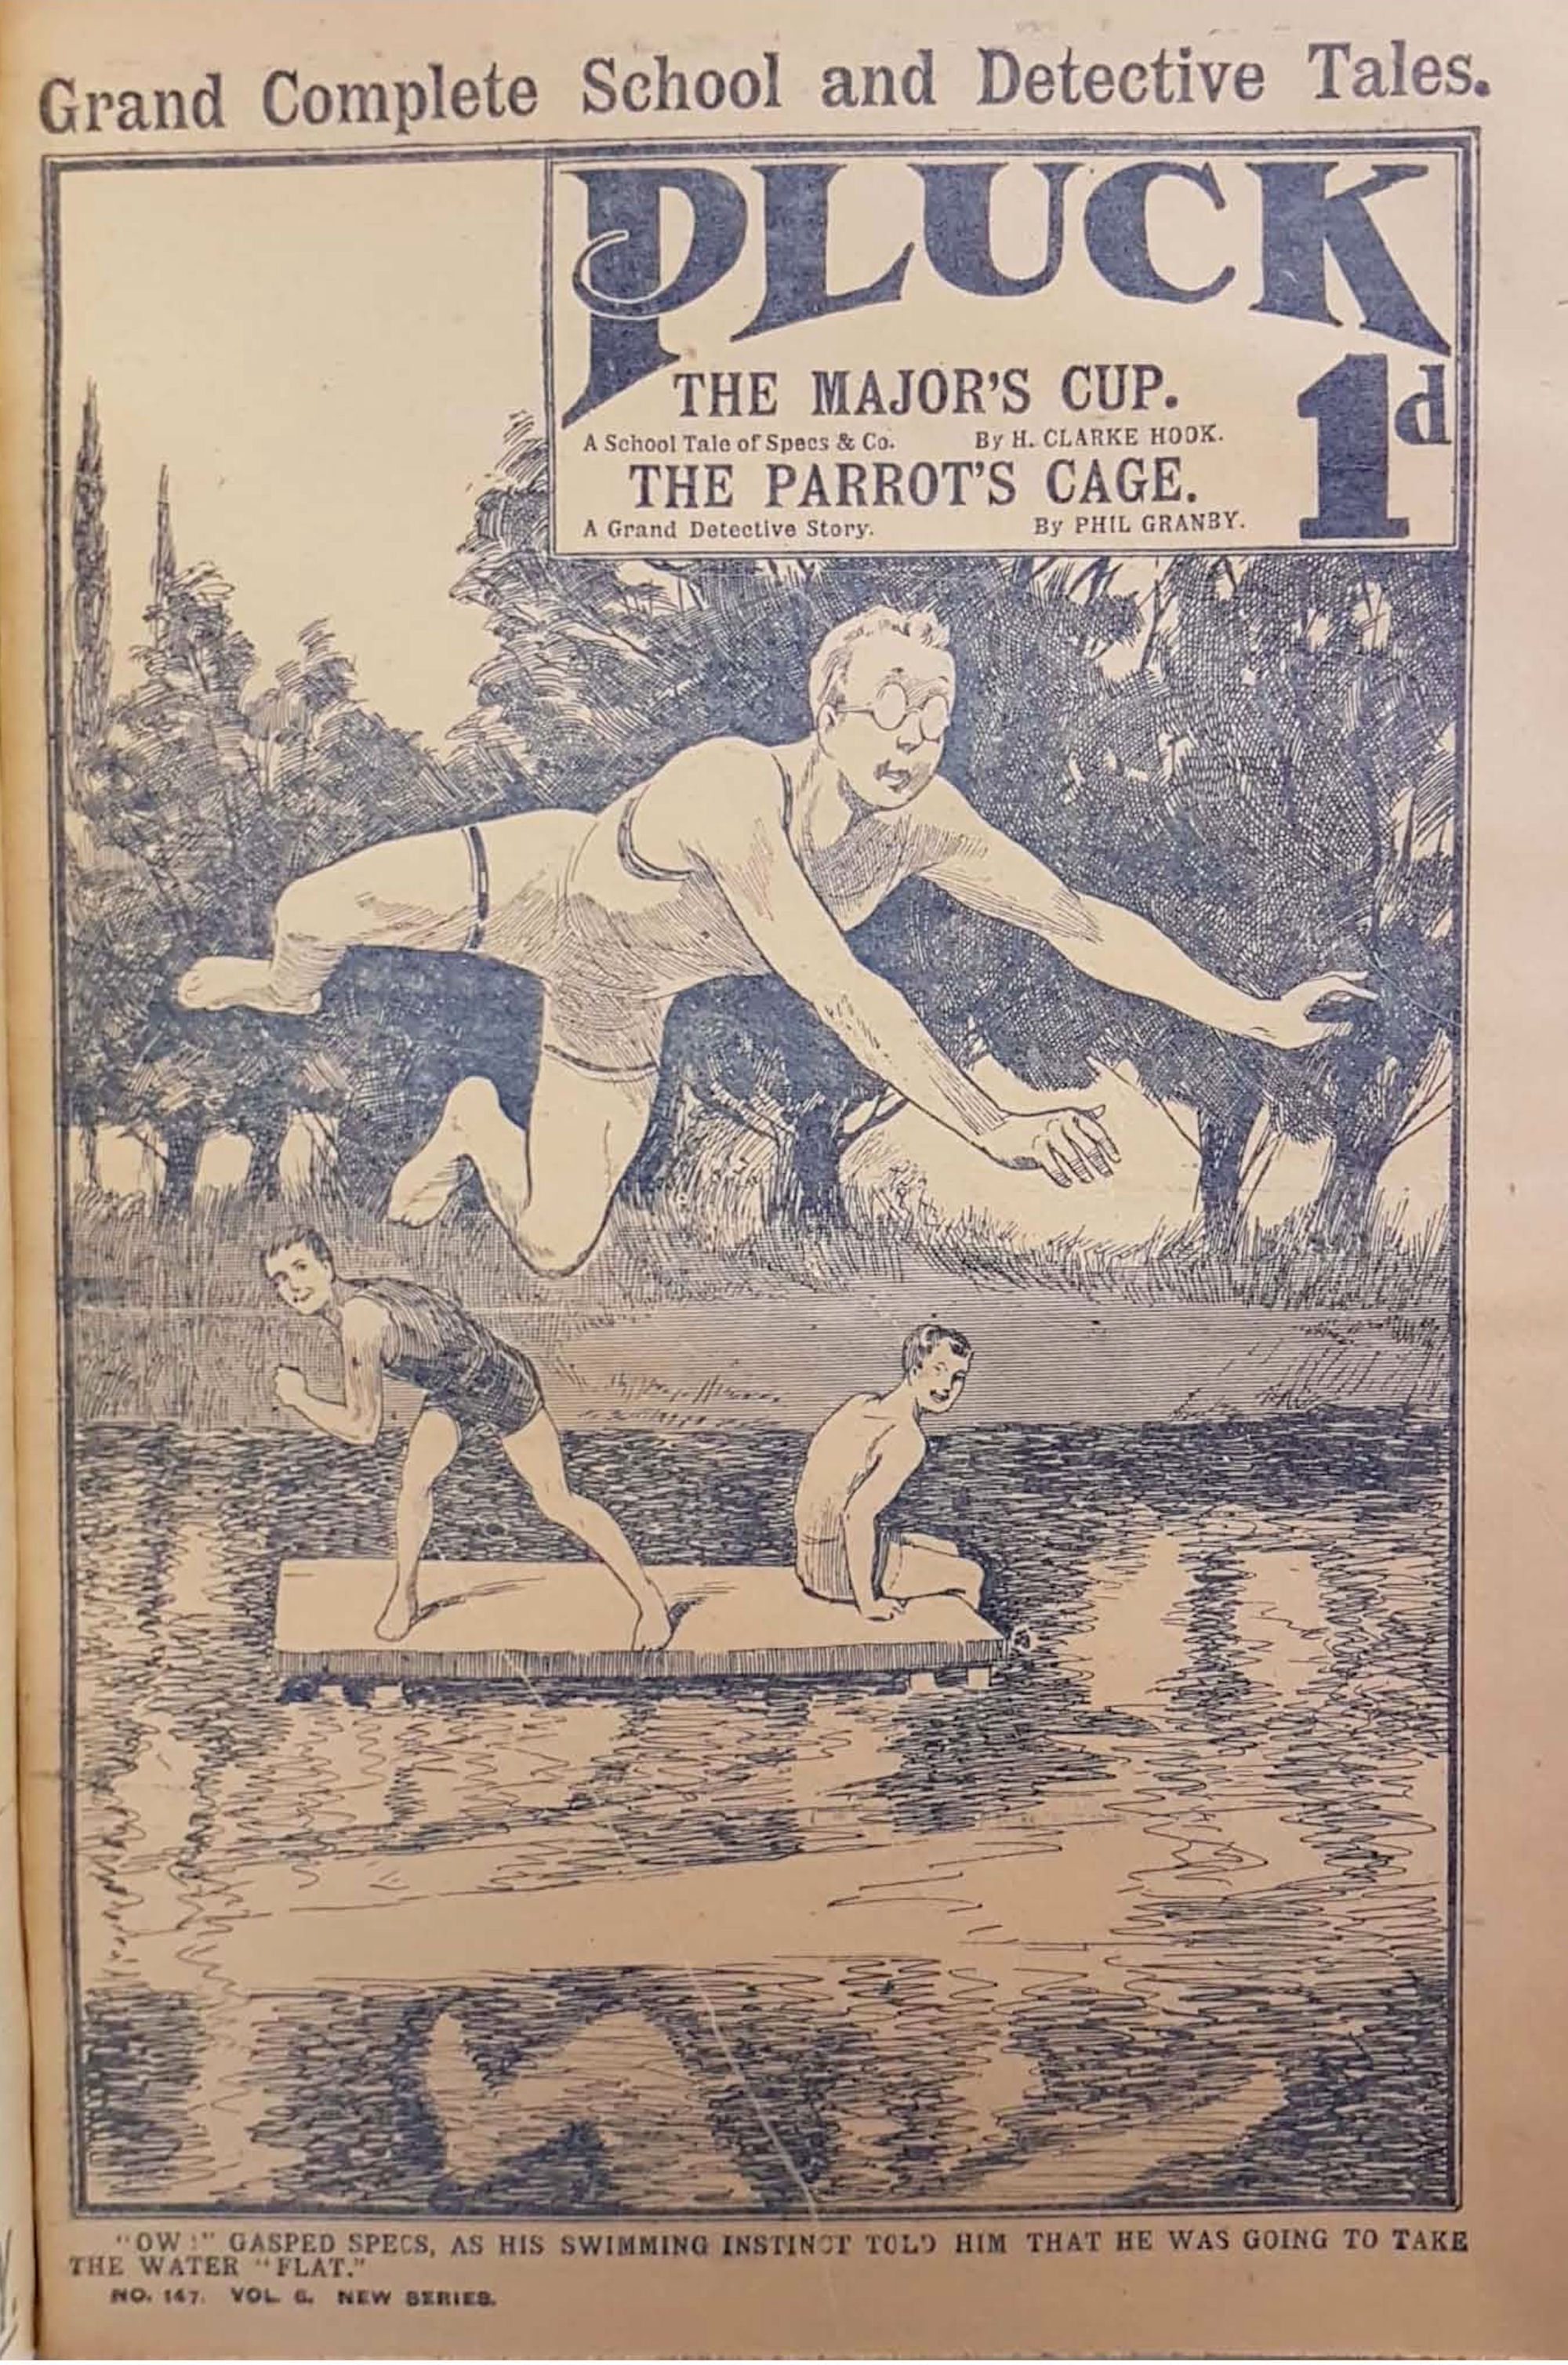 Grand Complete School and Detective Tales.
PLUCK
THE MAJOR'S CUP.
A School Tale of Specs & Co. By H. CLARKE HOOK.
THE PARROT'S CAGE.
A Grand Detective Story. By PHIL GRANBY.
1d
"OW!" GASPED SPECS, AS HIS SWIMMING INSTINCT TOLD HIM THAT HE WAS GOING TO TAKE
THE WATER "FLAT."
NO. 147. VOL. 6. NEW SERIES.